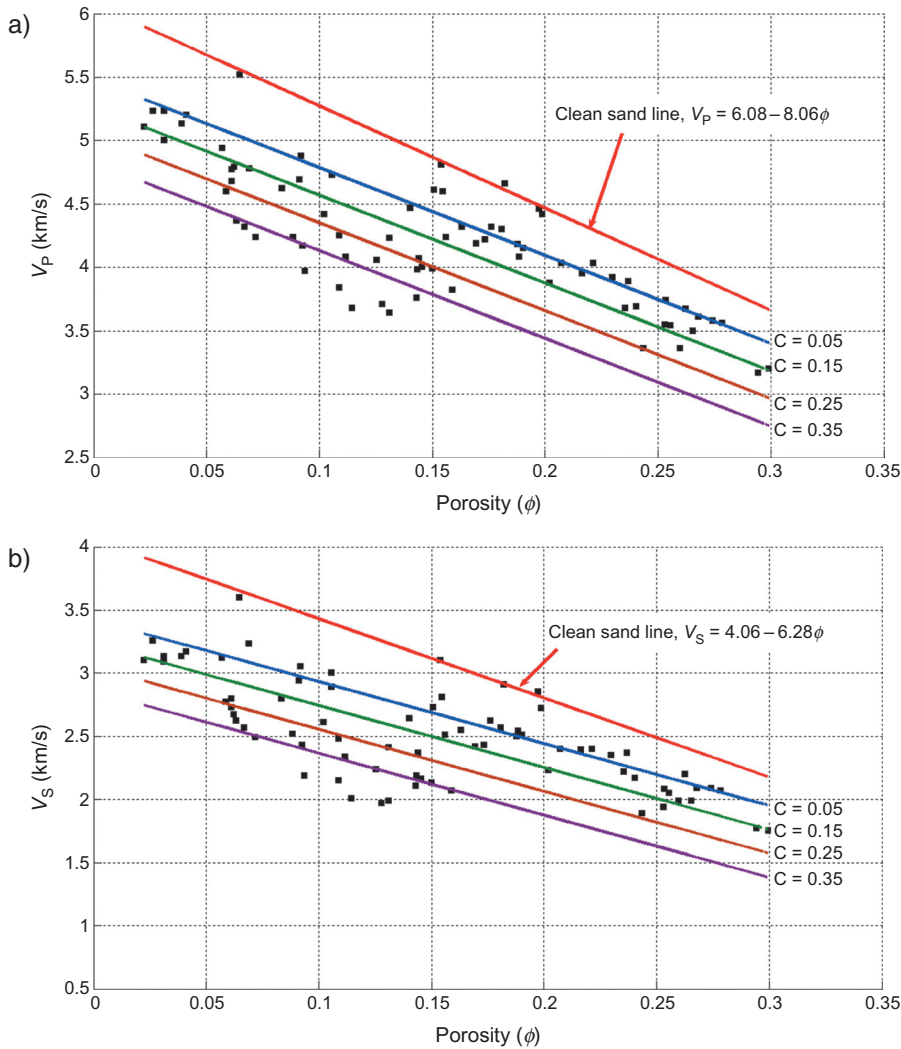 a)
6
5.5
5
4.5
4
3.5
3
2.5
V_P (km/s)
Clean sand line, V_P = 6.08 – 8.06ϕ
C = 0.05
C = 0.15
C = 0.25
C = 0.35
0 0.05 0.1 0.15 0.2 0.25 0.3 0.35
Porosity (ϕ)
b)
4
3.5
3
2.5
2
1.5
1
0.5
V_S (km/s)
Clean sand line, V_S = 4.06 – 6.28ϕ
C = 0.05
C = 0.15
C = 0.25
C = 0.35
0 0.05 0.1 0.15 0.2 0.25 0.3 0.35
Porosity (ϕ)